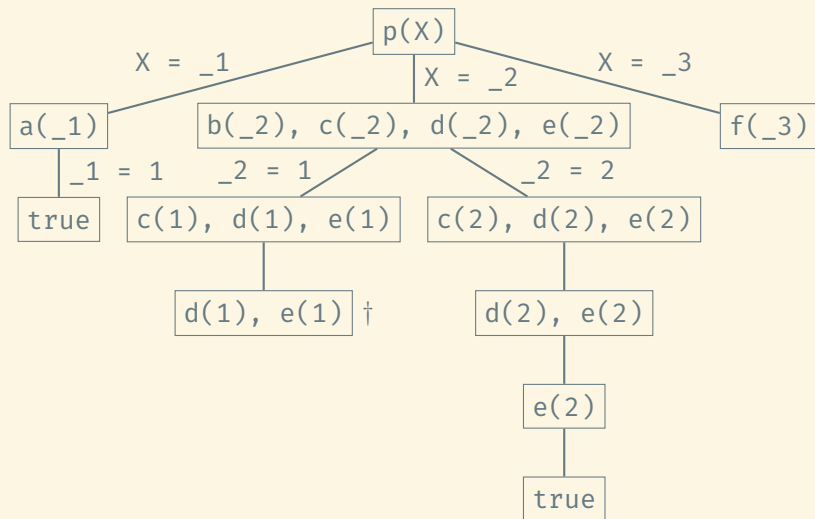 p(X)
X = _1
X = _2
X = _3
a(_1)
b(_2), c(_2), d(_2), e(_2)
f(_3)
_1 = 1
_2 = 1
_2 = 2
true
c(1), d(1), e(1)
c(2), d(2), e(2)
d(1), e(1) †
d(2), e(2)
e(2)
true